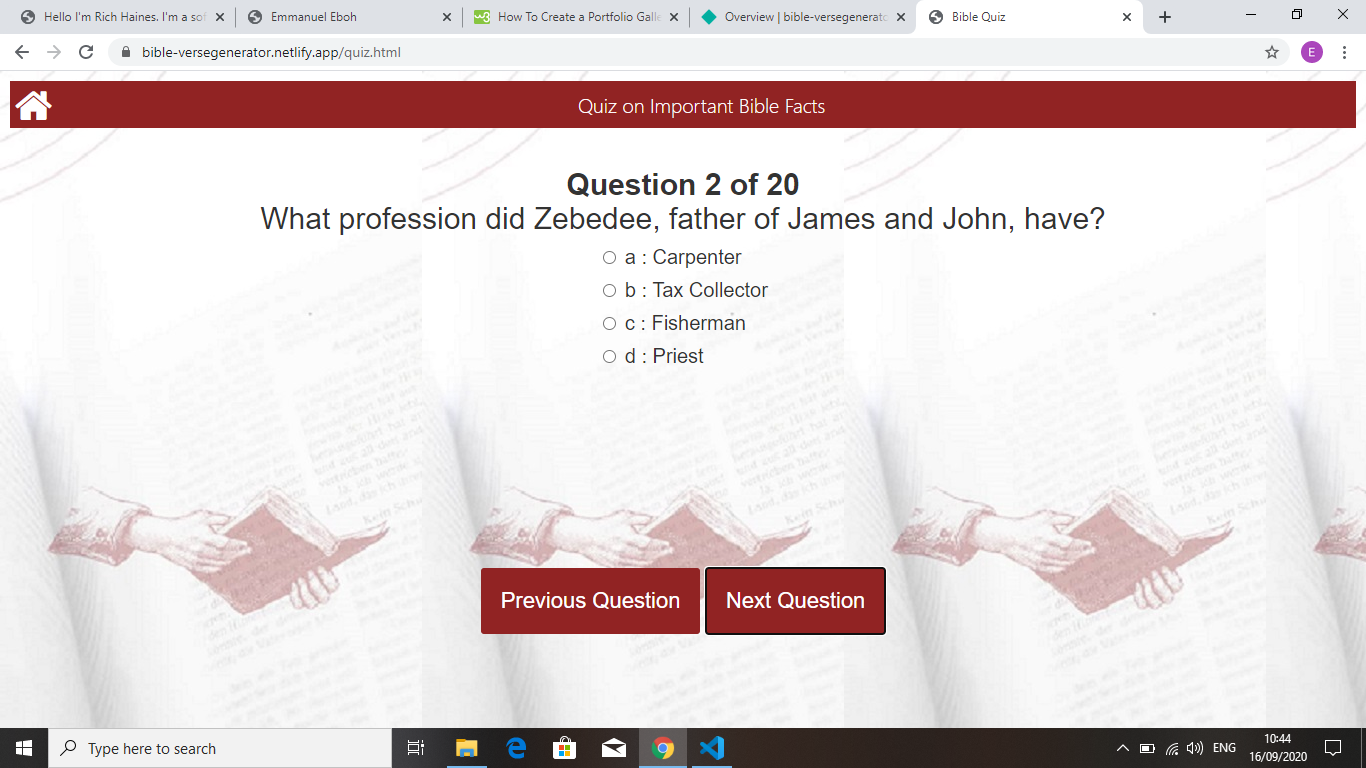 Hello I'm Rich Haines. I'm a sof
Emmanuel Eboh
w3
How To Create a Portfolio Galle
Overview | bible-versegenerato
Bible Quiz
bible-versegenerator.netlify.app/quiz.html
E
Quiz on Important Bible Facts
Question 2 of 20
What profession did Zebedee, father of James and John, have?
a : Carpenter
b : Tax Collector
c : Fisherman
d : Priest
Previous Question
Next Question
Type here to search
ENG
10:44
16/09/2020